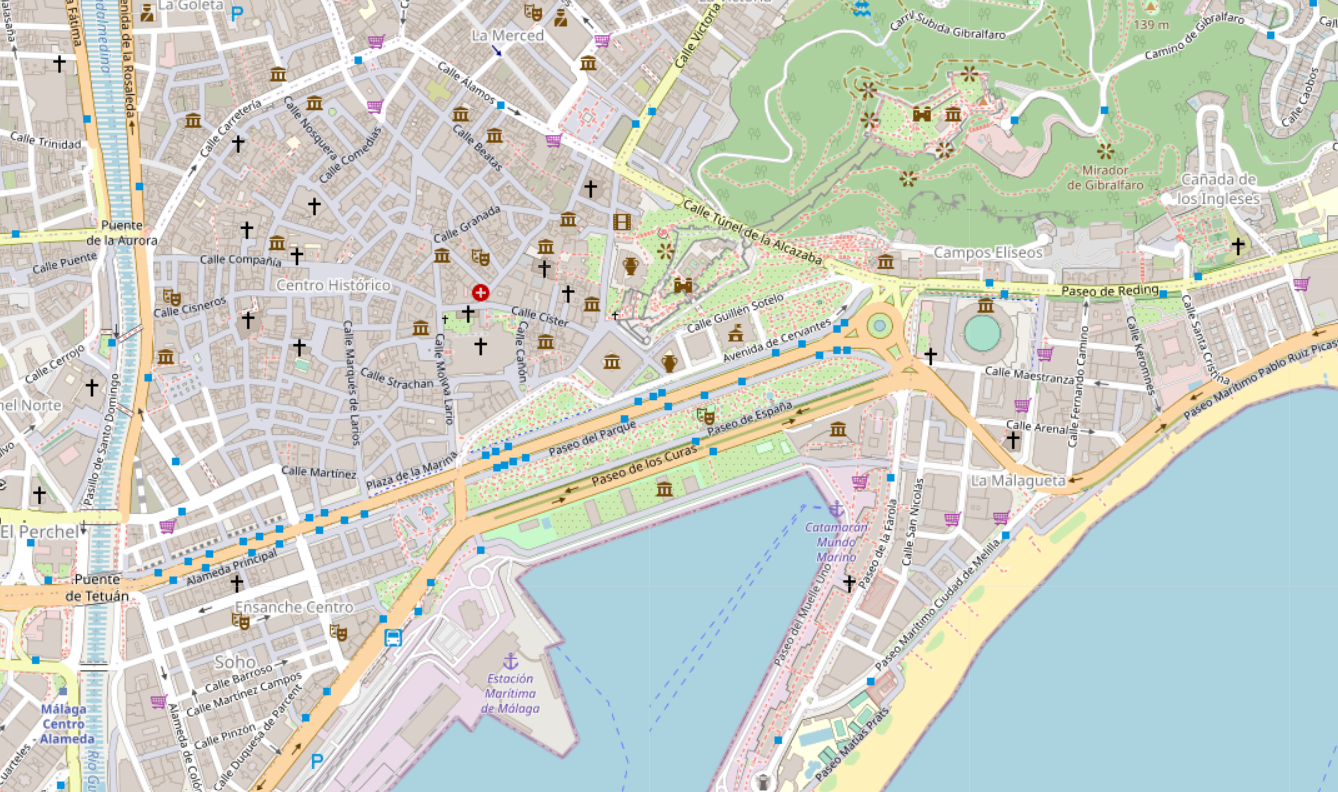 La Goleta
La Victoria
Carril Subida Gibralfaro
139 m
Camino de Gibralfaro
Calle Caobos
Avenida de la Rosaleda
Fátima
La Merced
Calle Victoria
Calle Álamos
Calle Carretería
Calle Nosquera
Calle Comedias
Calle Beatas
Calle Trinidad
Mirador
de Gibralfaro
Cañada de
los Ingleses
Puente
de la Aurora
Calle Granada
Calle Túnel de la Alcazaba
Calle Puente
Calle Compañía
Campos Elíseos
Centro Histórico
Paseo de Reding
Calle Cisneros
Calle Císter
Calle Guillén Sotelo
Avenida de Cervantes
Calle Cerrojo
Calle Marqués de Larios
Calle Strachan
Calle Molina Lario
Calle Cañón
Calle Maestranza
Calle Fernando Camino
Calle Keromnes
Calle Santa Cristina
Paseo Marítimo Pablo Ruiz Picas
nel Norte
Pasillo de Santo Domingo
Paseo de España
Paseo del Parque
Calle Arenal
Plaza de la Marina
Calle Martínez
Paseo de los Curas
La Malagueta
El Perchel
Catamarán
Mundo
Marino
Paseo de la Farola
Calle San Nicolás
Alameda Principal
Puente
de Tetuán
Ensanche Centro
Paseo del Muelle Uno
Paseo Marítimo Ciudad de Melilla
Soho
Calle Barroso
Calle Martínez Campos
Estación
Marítima
de Málaga
Málaga
Centro
- Alameda
Calle Pinzón
Calle Duquesa de Parcent
Alameda de Coló
Paseo Matías Prats
Cuarteles
Río Gu